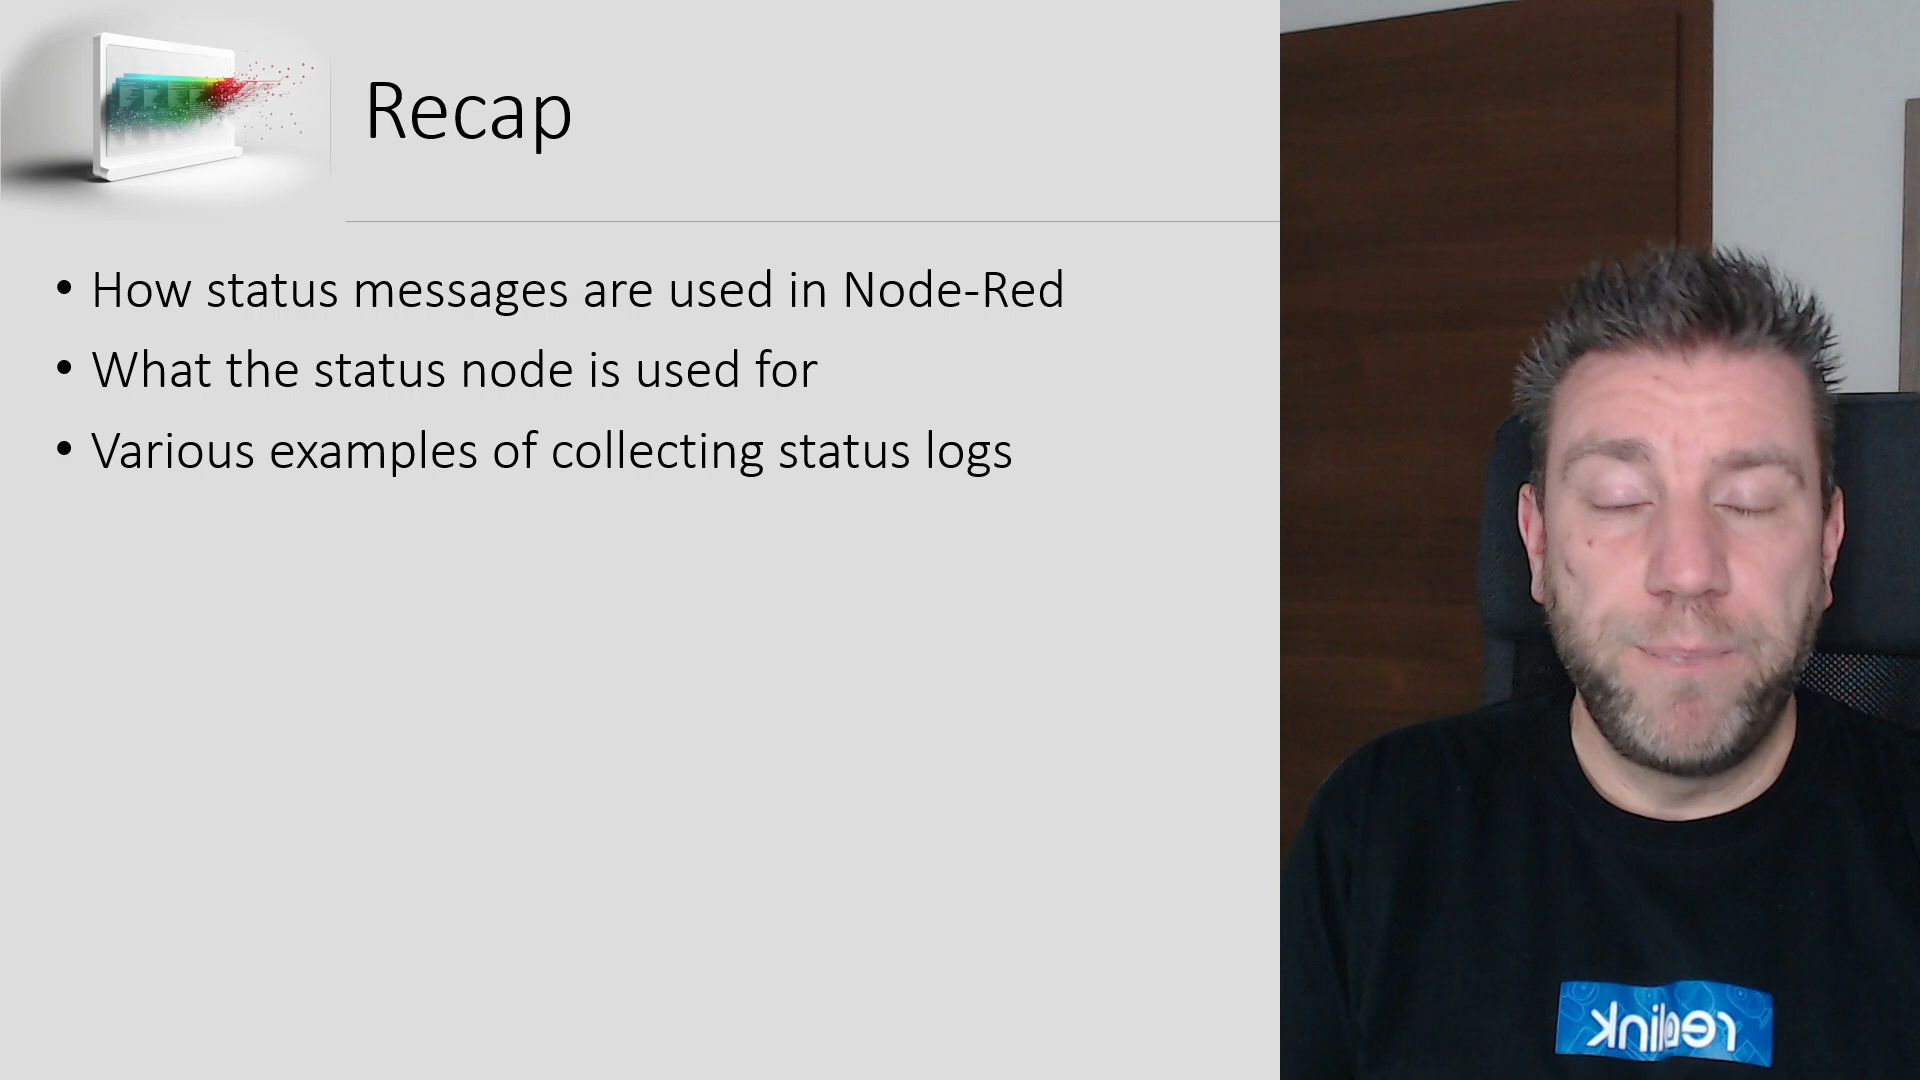 Recap
• How status messages are used in Node-Red
• What the status node is used for
• Various examples of collecting status logs
reolink